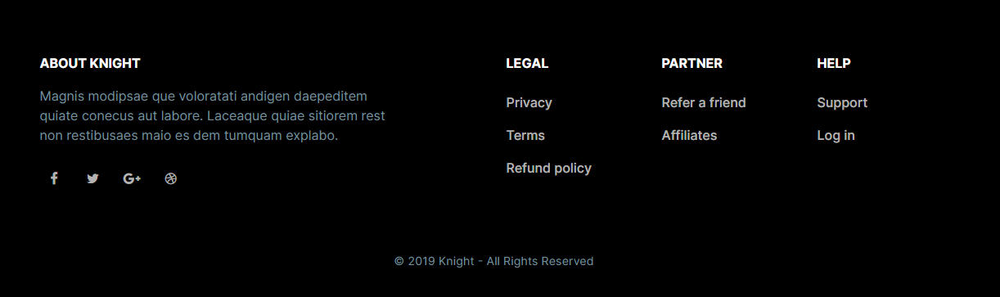 ABOUT KNIGHT
Magnis modipsae que voloratati andigen daepeditem
quiate conecus aut labore. Laceaque quiae sitiorem rest
non restibusaes maio es dem tumquam explabo.
LEGAL
Privacy
Terms
Refund policy
PARTNER
Refer a friend
Affiliates
HELP
Support
Log in
© 2019 Knight - All Rights Reserved